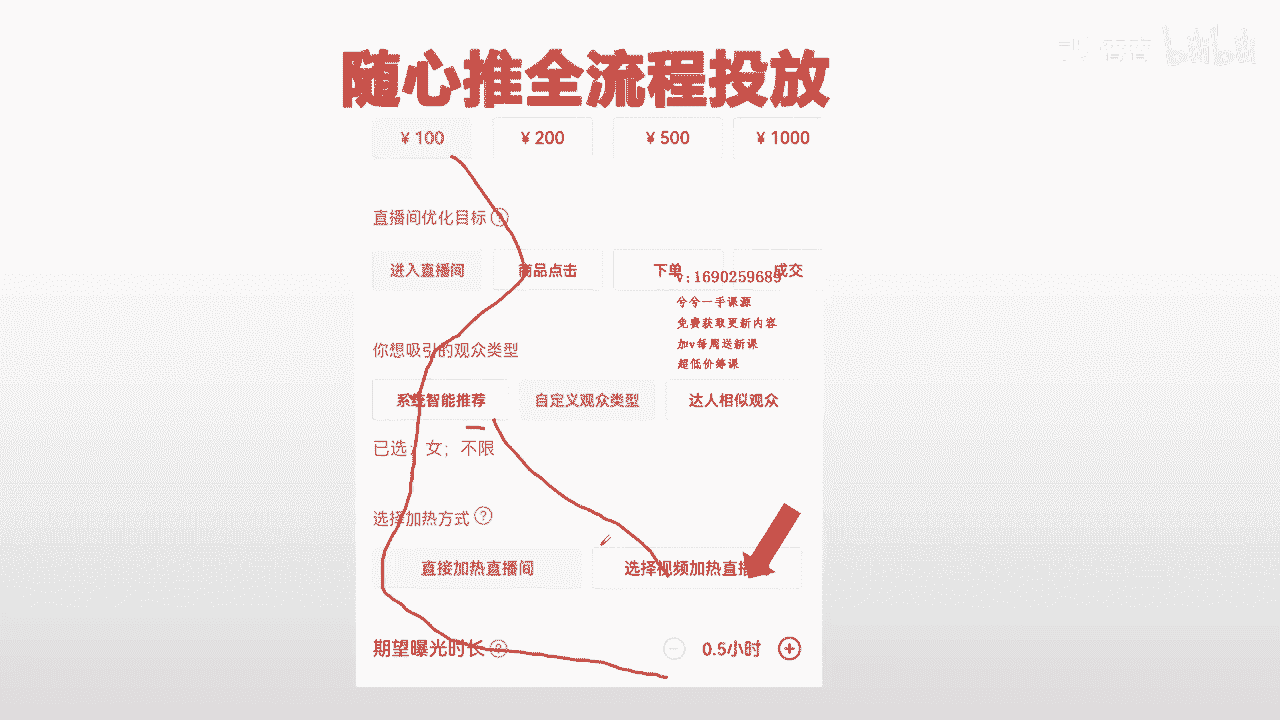 随心推全流程投放
¥ 100 ¥ 200 ¥ 500 ¥ 1000
直播间优化目标 ?
进入直播间 商品点击 下单 成交
v:1690259689
兮兮一手课源
免费获取更新内容
加v每周送新课
超低价筹课
你想吸引的观众类型
系统智能推荐 自定义观众类型 达人相似观众
已选：女；不限
选择加热方式 ?
直接加热直播间 选择视频加热直播
期望曝光时长 ? 0.5小时
bilibili